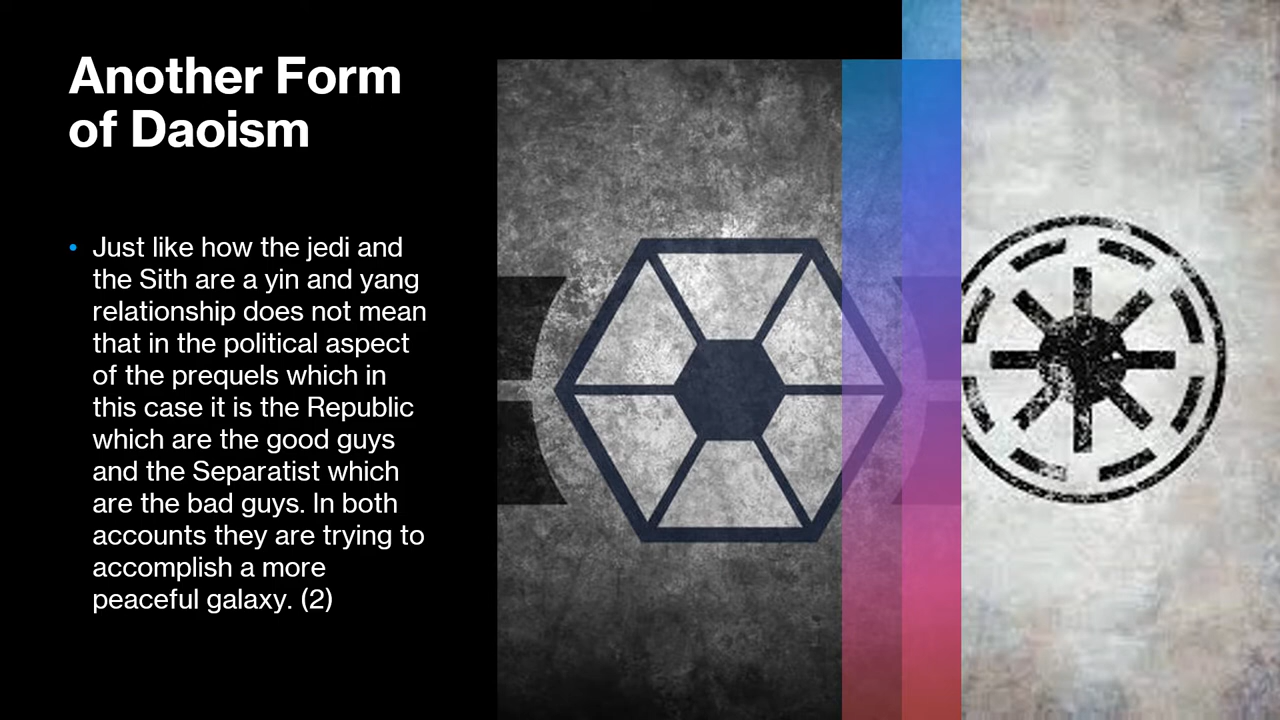 Another Form
of Daoism
• Just like how the jedi and
the Sith are a yin and yang
relationship does not mean
that in the political aspect
of the prequels which in
this case it is the Republic
which are the good guys
and the Separatist which
are the bad guys. In both
accounts they are trying to
accomplish a more
peaceful galaxy. (2)